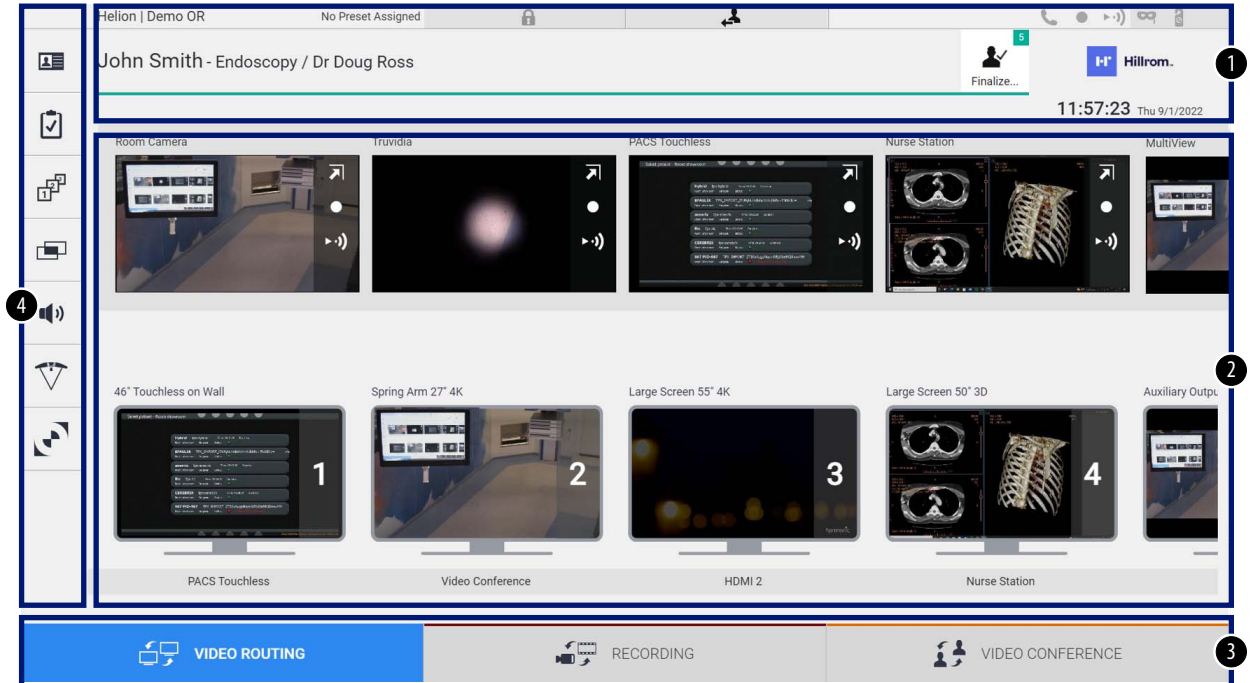 Helion | Demo OR
No Preset Assigned
John Smith - Endoscopy / Dr Doug Ross
5
Finalize...
Hillrom™
1
11:57:23 Thu 9/1/2022
Room Camera
Truvidia
PACS Touchless
Nurse Station
MultiView
4
2
46" Touchless on Wall
Spring Arm 27" 4K
Large Screen 55" 4K
Large Screen 50" 3D
Auxiliary Outpu
1
2
3
4
PACS Touchless
Video Conference
HDMI 2
Nurse Station
VIDEO ROUTING
RECORDING
VIDEO CONFERENCE
3